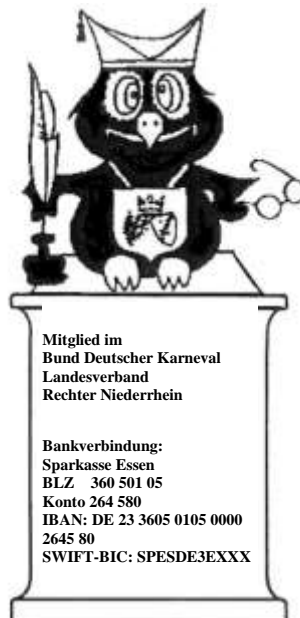 Mitglied im
Bund Deutscher Karneval
Landesverband
Rechter Niederrhein
Bankverbindung:
Sparkasse Essen
BLZ 360 501 05
Konto 264 580
IBAN: DE 23 3605 0105 0000
2645 80
SWIFT-BIC: SPESDE3EXXX